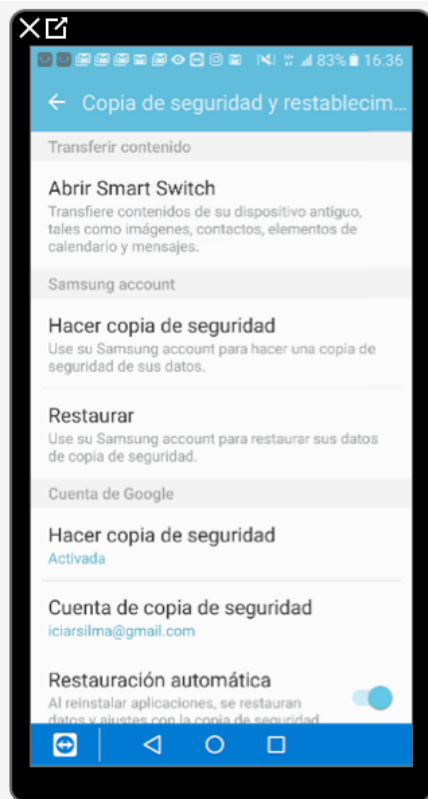 83% 16:36
Copia de seguridad y restablecim...
Transferir contenido
Abrir Smart Switch
Transfiere contenidos de su dispositivo antiguo,
tales como imágenes, contactos, elementos de
calendario y mensajes.
Samsung account
Hacer copia de seguridad
Use su Samsung account para hacer una copia de
seguridad de sus datos.
Restaurar
Use su Samsung account para restaurar sus datos
de copia de seguridad.
Cuenta de Google
Hacer copia de seguridad
Activada
Cuenta de copia de seguridad
iciarsilma@gmail.com
Restauración automática
Al reinstalar aplicaciones, se restauran
datos y ajustes con la copia de seguridad